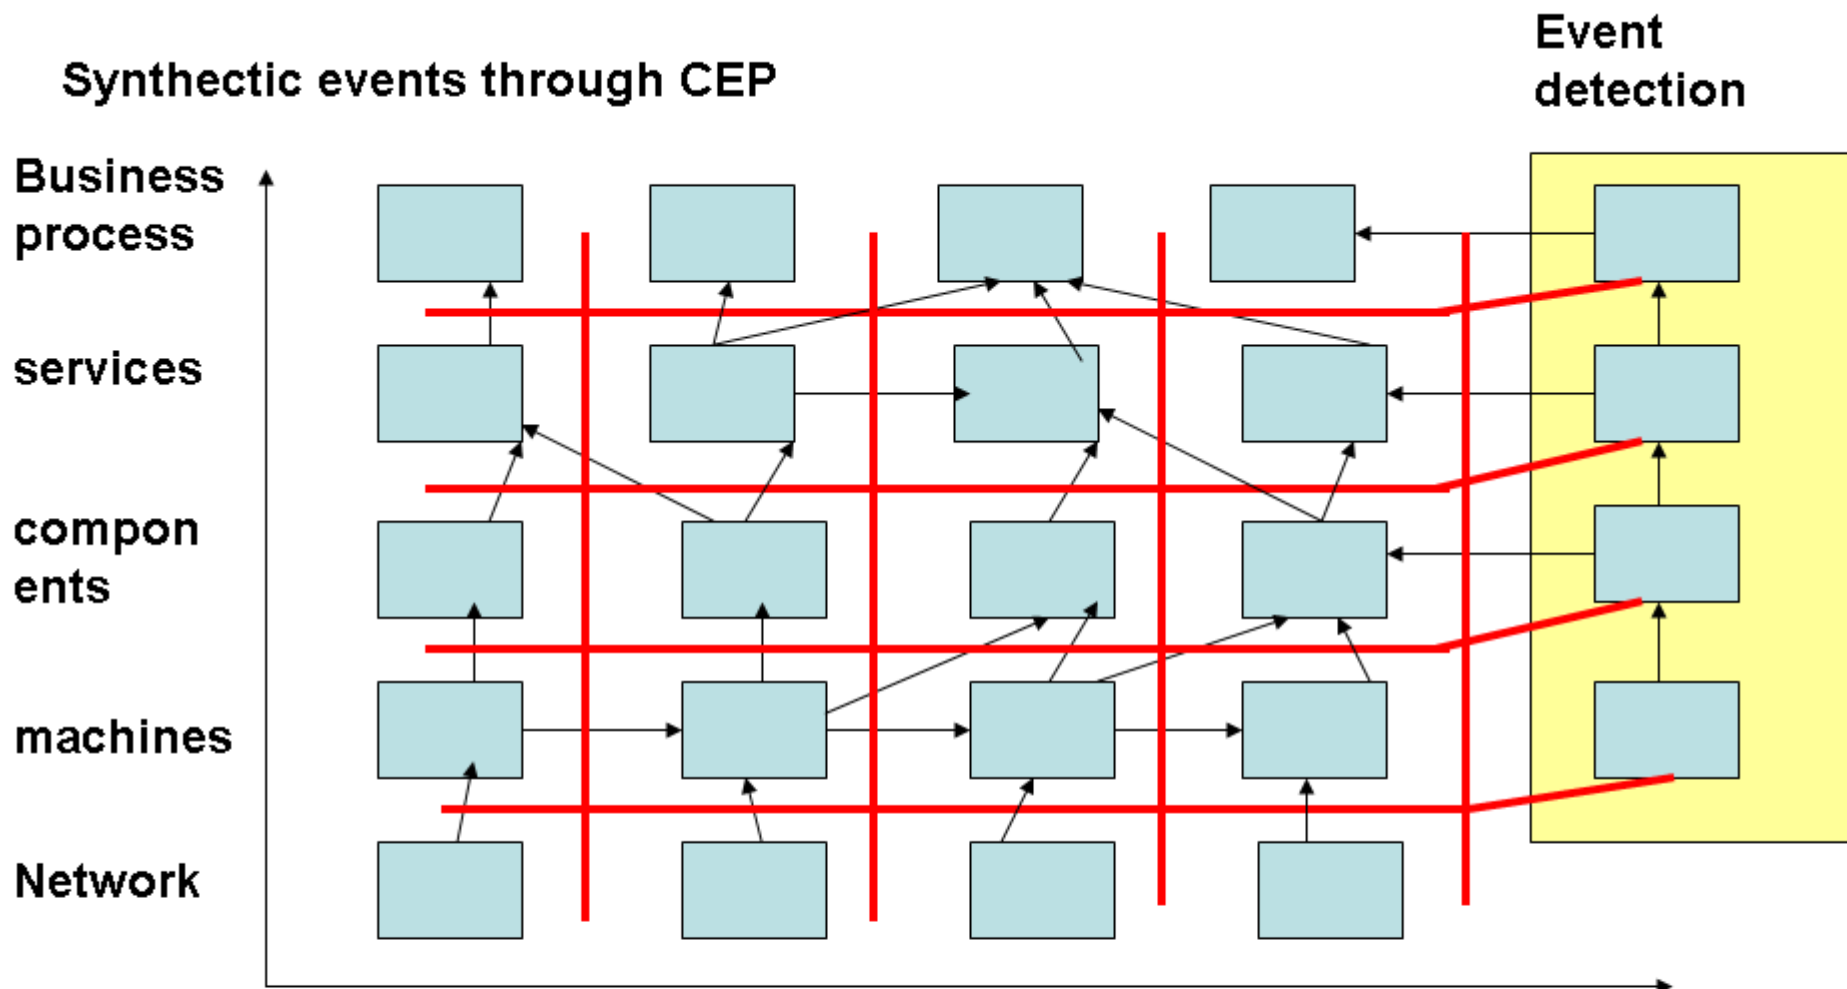 Event
detection
Synthectic events through CEP
Business
process
services
compon
ents
machines
Network